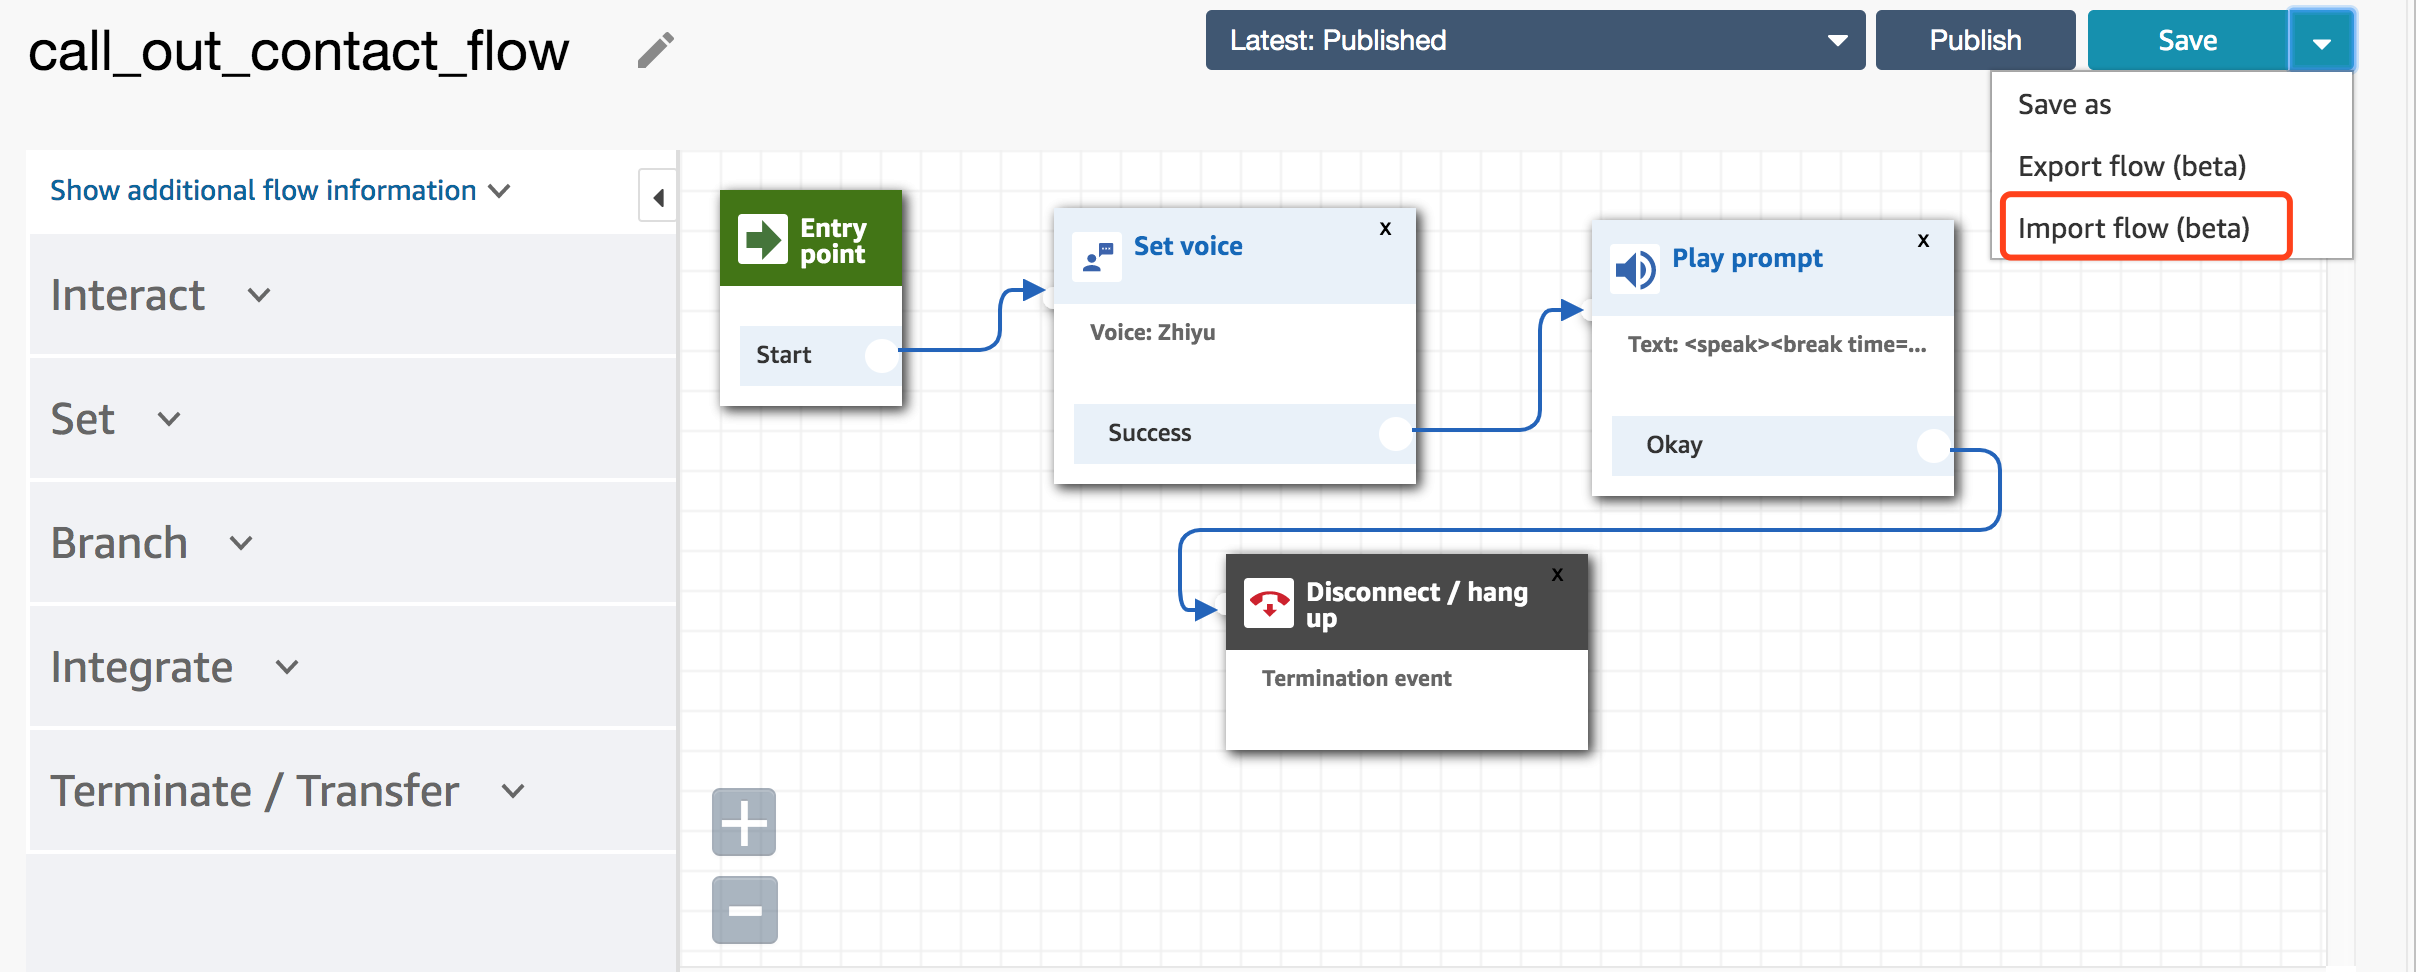 call_out_contact_flow
Latest: Published
Publish
Save
Save as
Export flow (beta)
Import flow (beta)
Show additional flow information
Interact
Set
Branch
Integrate
Terminate / Transfer
Entry
point
Start
Set voice
x
Voice: Zhiyu
Success
Play prompt
x
Text: <speak><break time=...
Okay
Disconnect / hang
up
x
Termination event